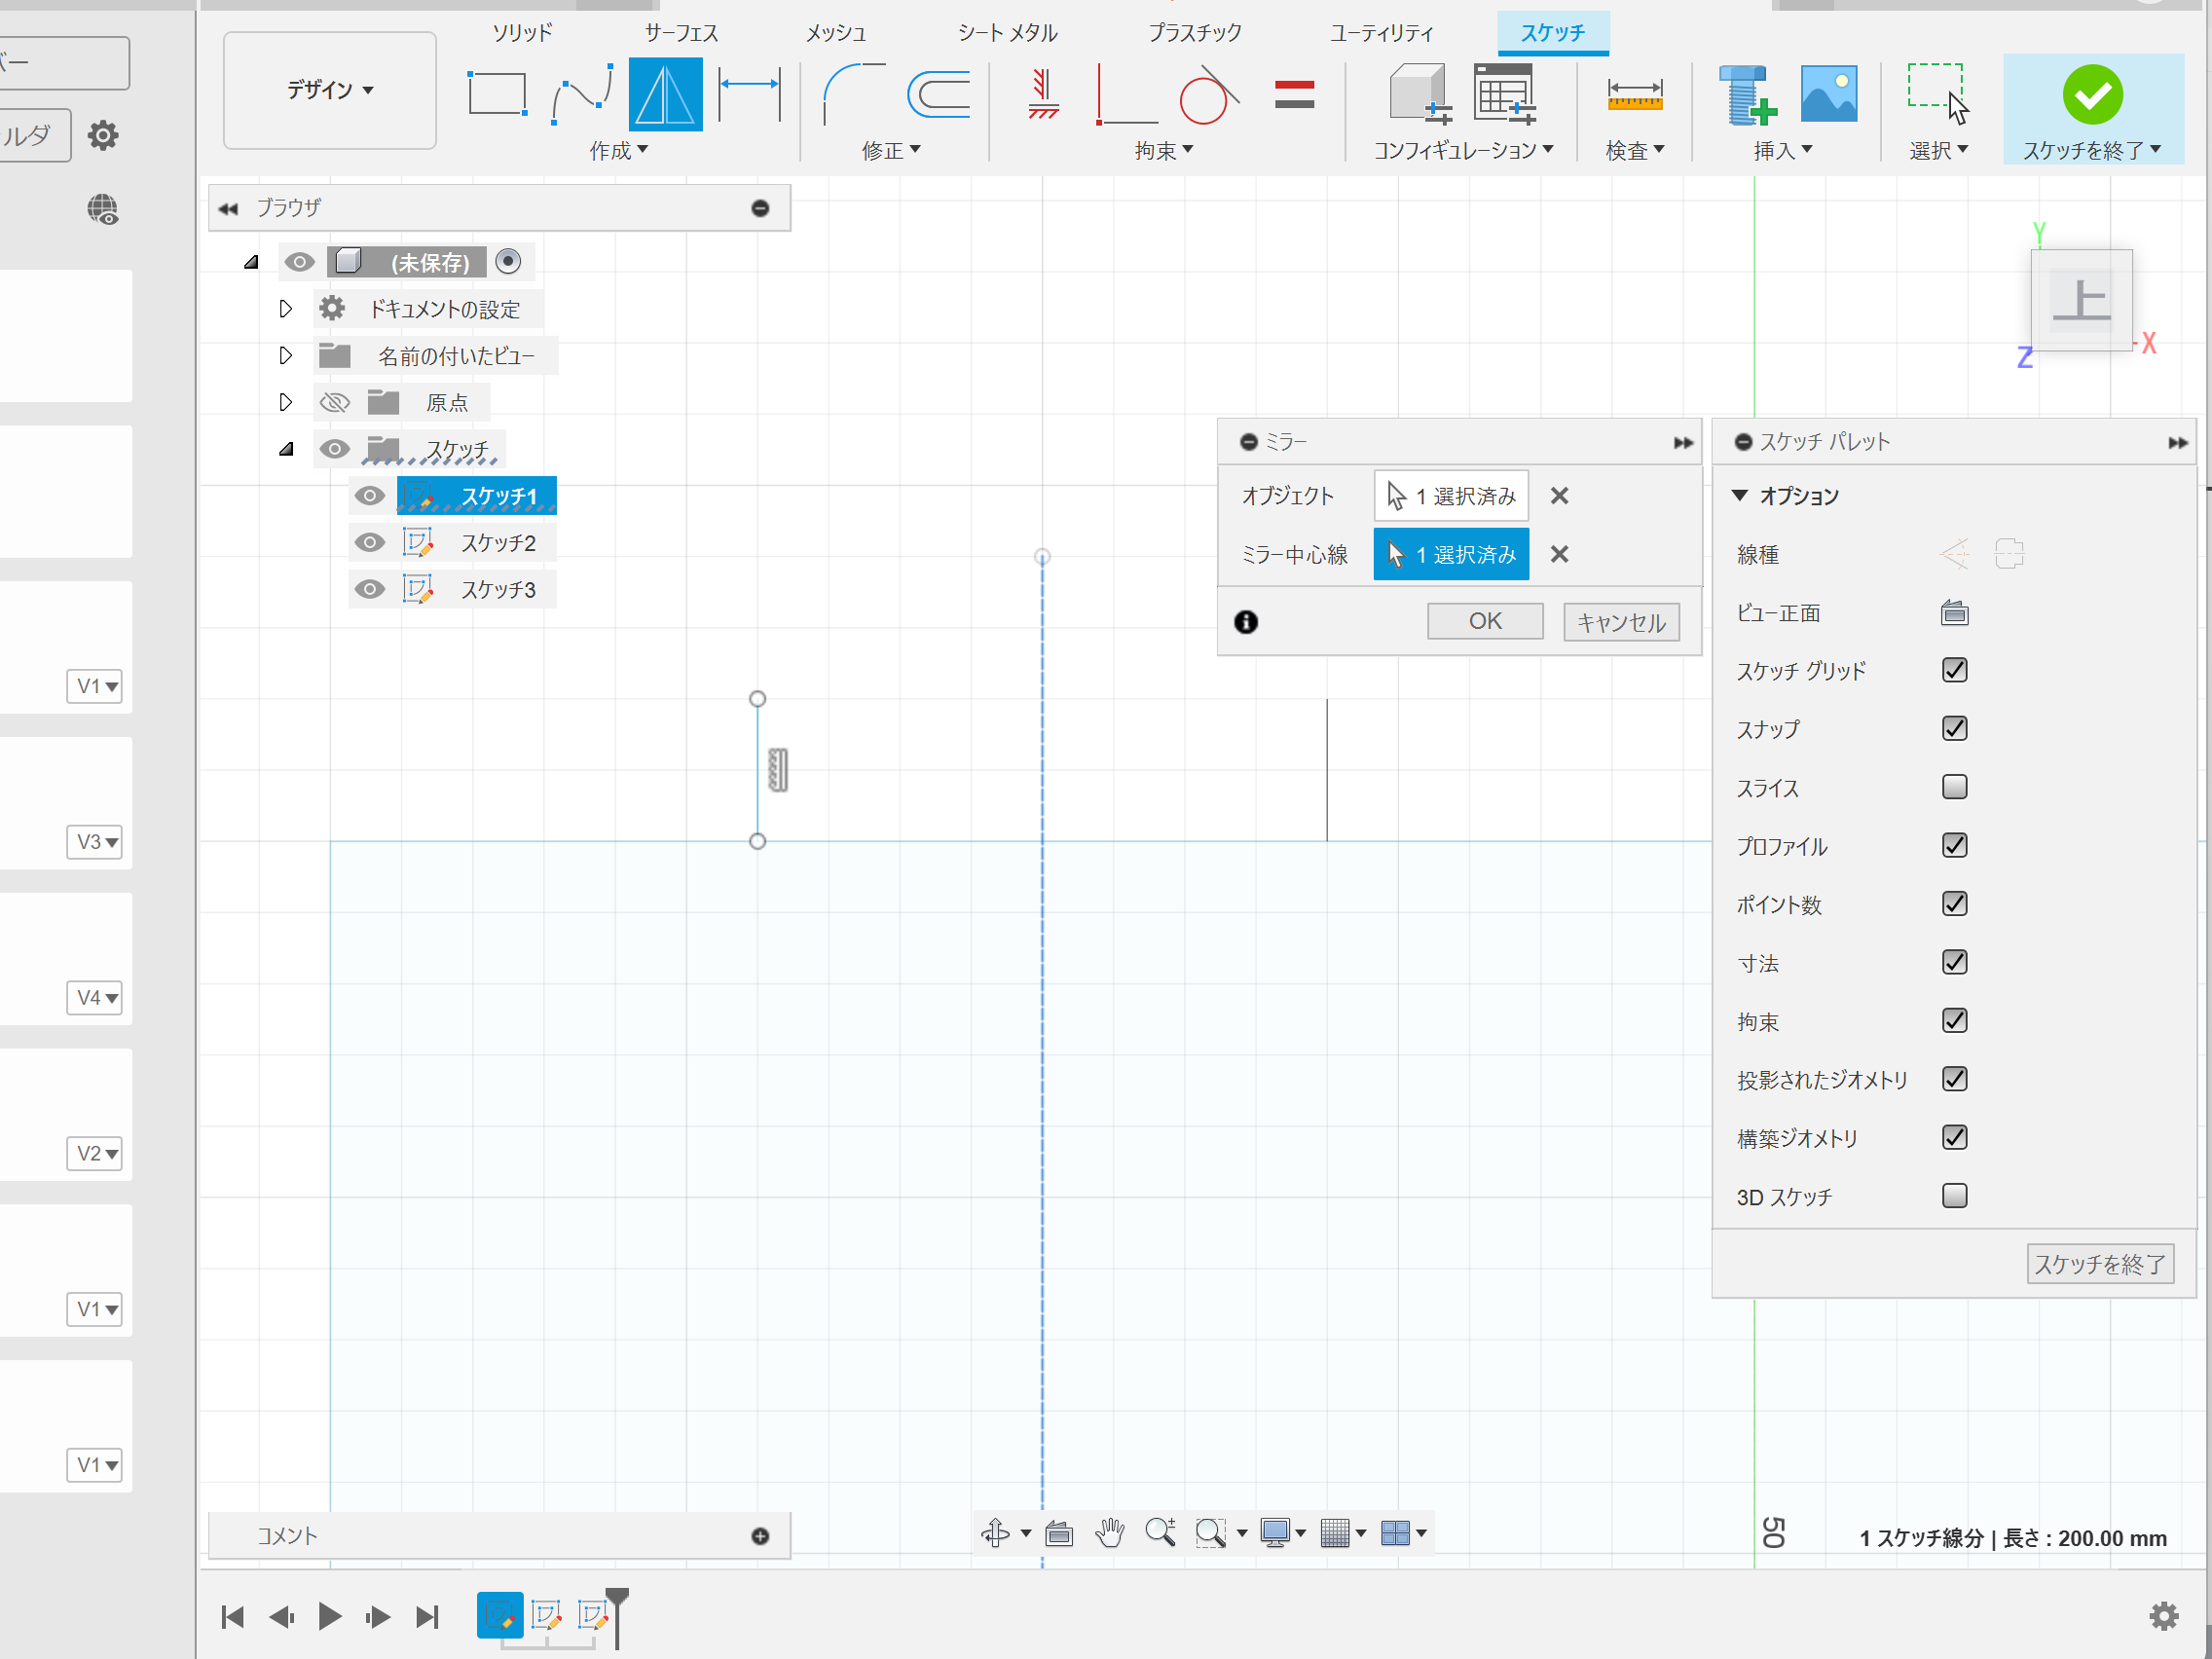 バー
ルダ
V1
V3
V4
V2
V1
V1
デザイン
ソリッド
サーフェス
メッシュ
シート メタル
プラスチック
ユーティリティ
スケッチ
作成
修正
拘束
コンフィギュレーション
検査
挿入
選択
スケッチを終了
ブラウザ
(未保存)
ドキュメントの設定
名前の付いたビュー
原点
スケッチ
スケッチ1
スケッチ2
スケッチ3
Y
上
X
Z
ミラー
オブジェクト 1 選択済み
ミラー中心線 1 選択済み
OK キャンセル
スケッチ パレット
オプション
線種
ビュー正面
スケッチ グリッド
スナップ
スライス
プロファイル
ポイント数
寸法
拘束
投影されたジオメトリ
構築ジオメトリ
3D スケッチ
スケッチを終了
コメント
50
1 スケッチ線分 | 長さ : 200.00 mm